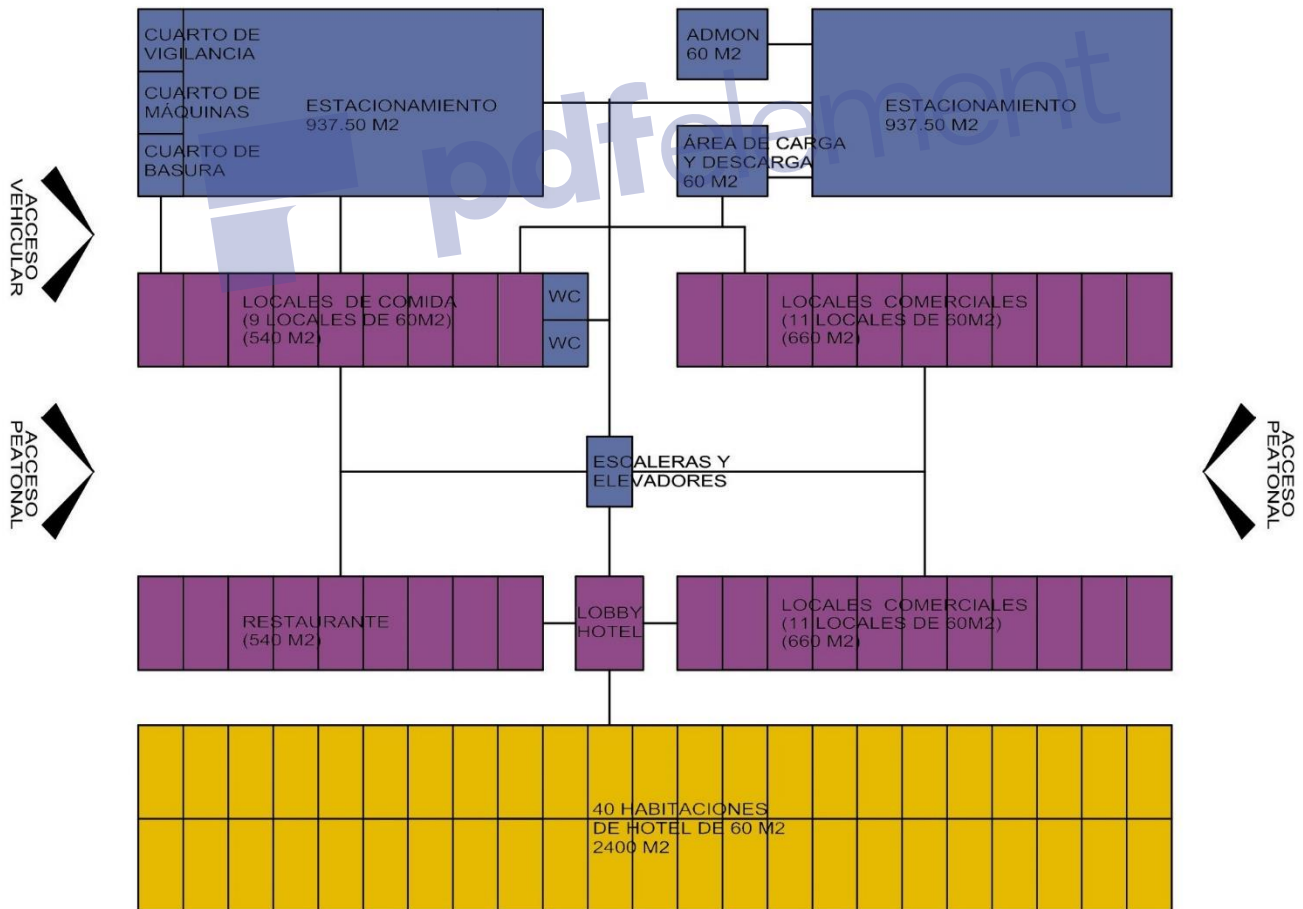 CUARTO DE
VIGILANCIA
CUARTO DE
MÁQUINAS
CUARTO DE
BASURA
ESTACIONAMIENTO
937.50 M2
ADMON
60 M2
ÁREA DE CARGA
Y DESCARGA
60 M2
ESTACIONAMIENTO
937.50 M2
pdfelement
ACCESO
VEHICULAR
LOCALES DE COMIDA
(9 LOCALES DE 60M2)
(540 M2)
WC
WC
LOCALES COMERCIALES
(11 LOCALES DE 60M2)
(660 M2)
ACCESO
PEATONAL
ESCALERAS Y
ELEVADORES
ACCESO
PEATONAL
RESTAURANTE
(540 M2)
LOBBY
HOTEL
LOCALES COMERCIALES
(11 LOCALES DE 60M2)
(660 M2)
40 HABITACIONES
DE HOTEL DE 60 M2
2400 M2